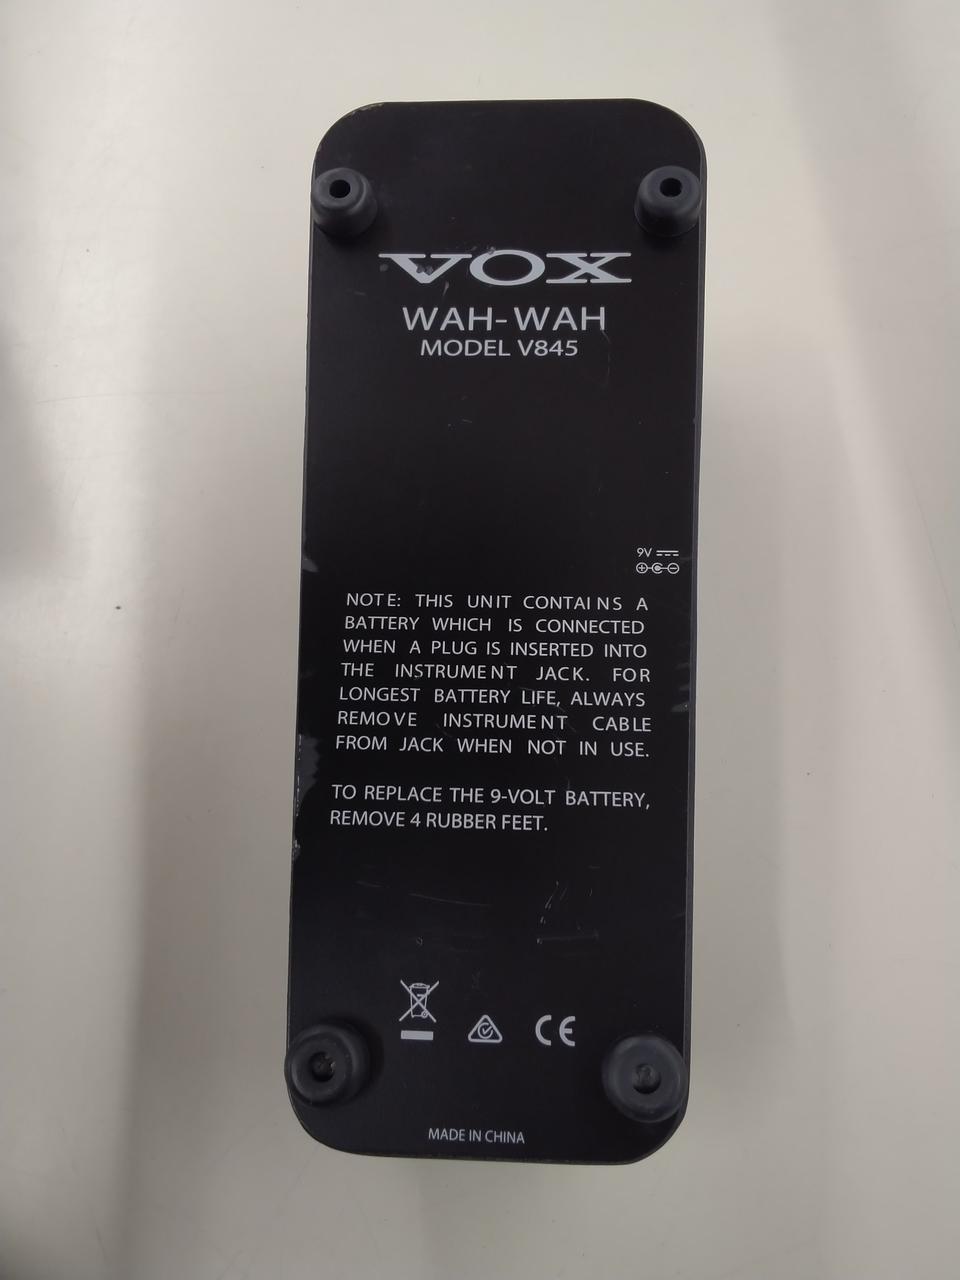 VOX
WAH-WAH
MODEL V845
9V
NOTE: THIS UNIT CONTAINS A
BATTERY WHICH IS CONNECTED
WHEN A PLUG IS INSERTED INTO
THE INSTRUMENT JACK. FOR
LONGEST BATTERY LIFE, ALWAYS
REMOVE INSTRUMENT CABLE
FROM JACK WHEN NOT IN USE.
TO REPLACE THE 9-VOLT BATTERY,
REMOVE 4 RUBBER FEET.
CE
MADE IN CHINA